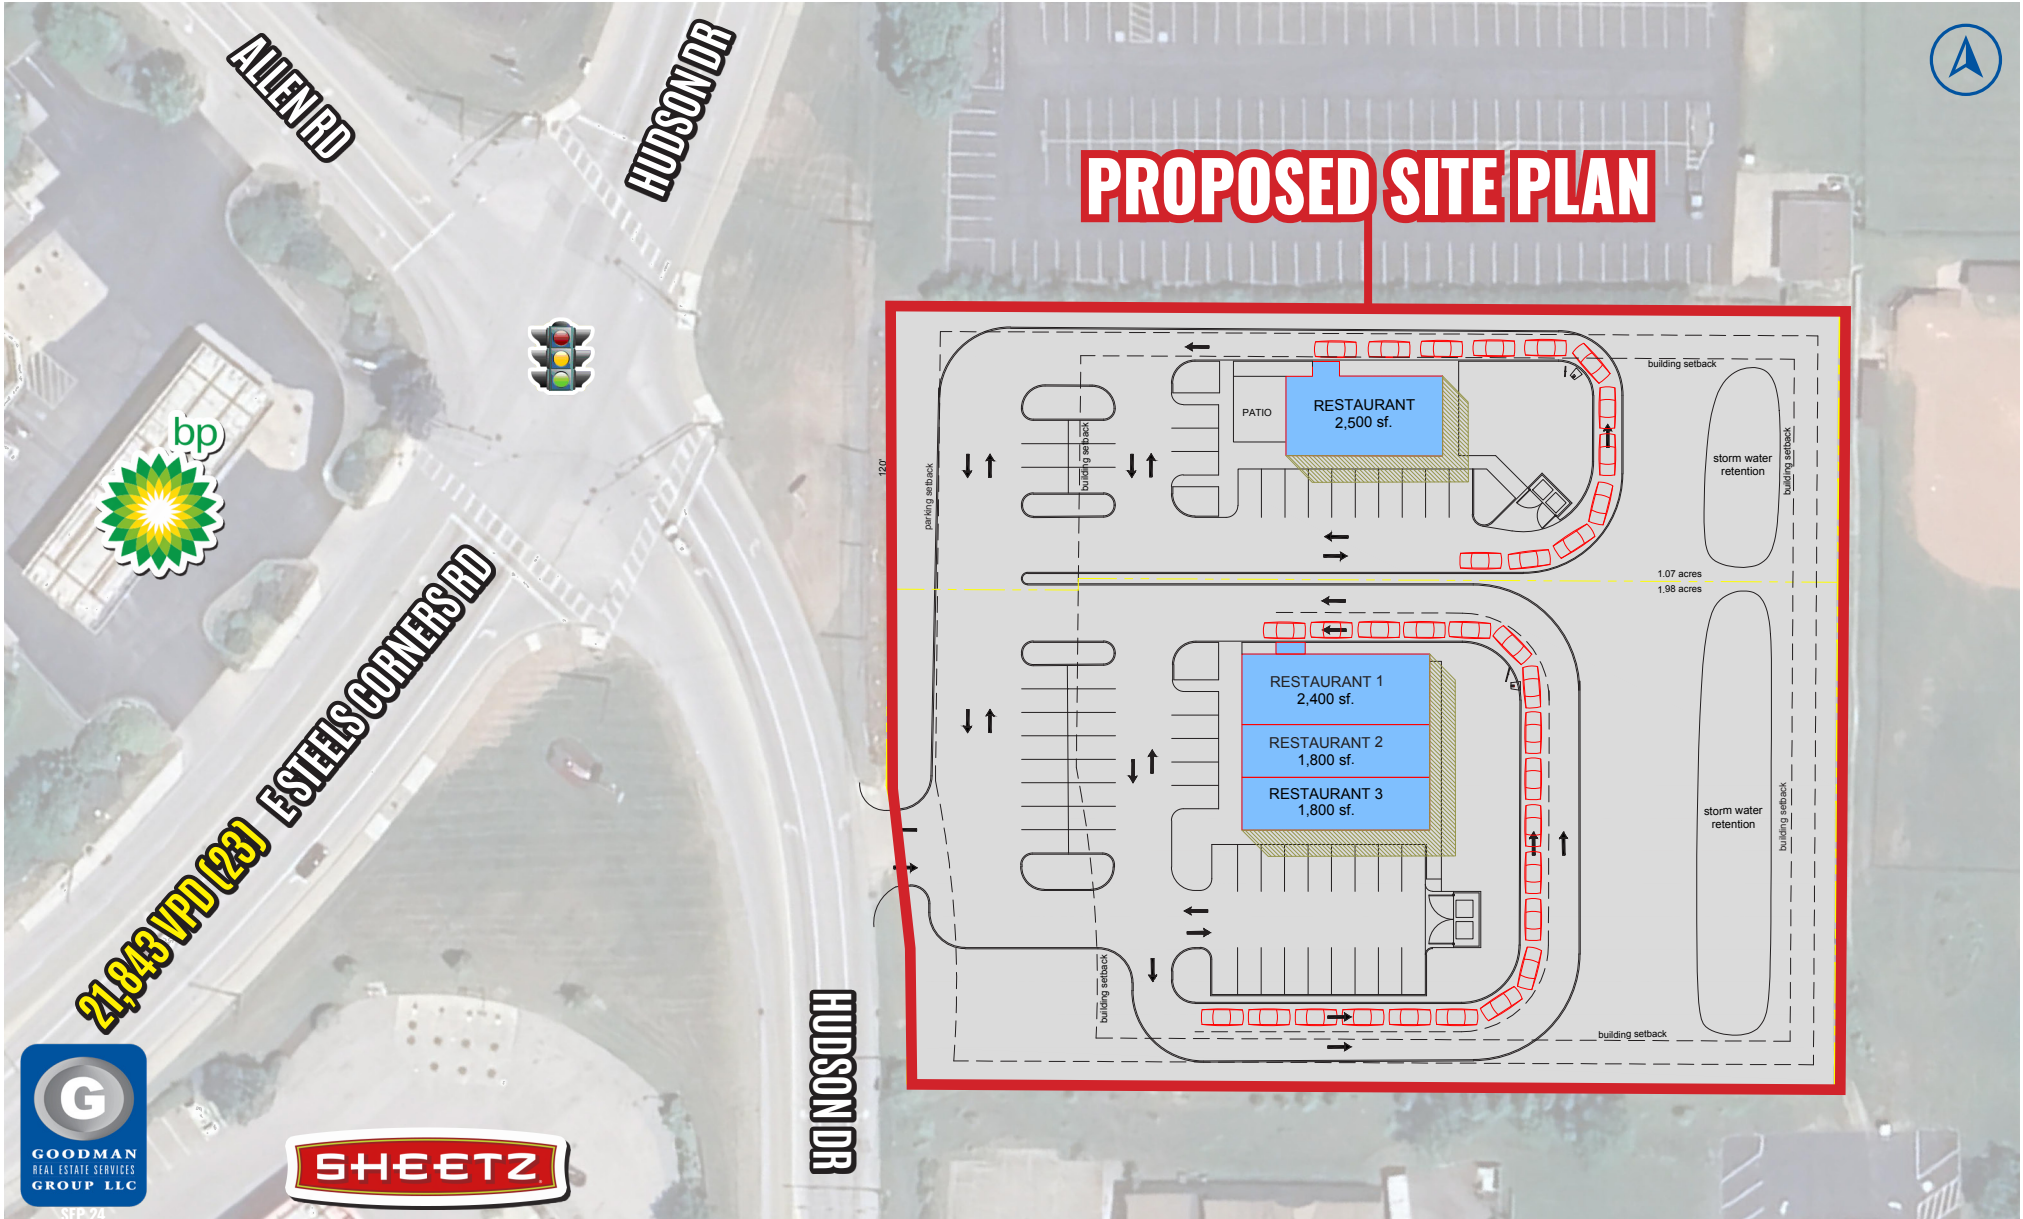 ALLEN RD
HUDSON DR
PROPOSED SITE PLAN
building setback
PATIO
RESTAURANT
2,500 sf.
bp
120'
parking setback
building setback
storm water
retention
building setback
1.07 acres
1.98 acres
RESTAURANT 1
2,400 sf.
RESTAURANT 2
1,800 sf.
RESTAURANT 3
1,800 sf.
storm water
retention
building setback
21,843 VPD (23) E STEELS CORNERS RD
building setback
building setback
HUDSON DR
G
GOODMAN
REAL ESTATE SERVICES
GROUP LLC
SEP 24
SHEETZ